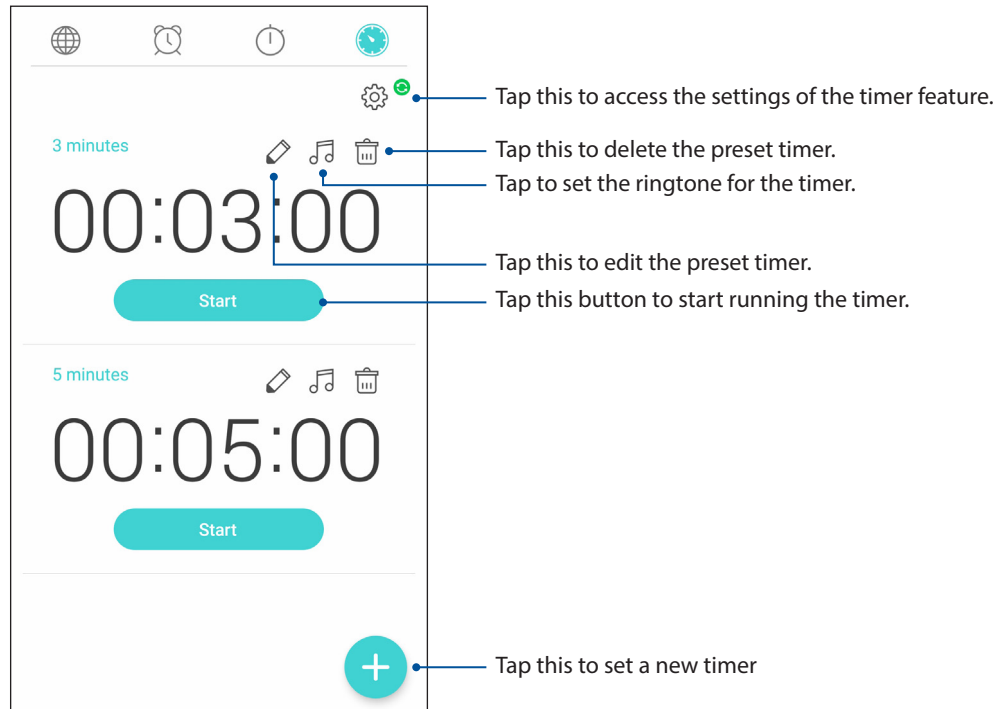 Tap this to access the settings of the timer feature.
3 minutes
Tap this to delete the preset timer.
Tap to set the ringtone for the timer.
00:03:00
Tap this to edit the preset timer.
Start
Tap this button to start running the timer.
5 minutes
00:05:00
Start
Tap this to set a new timer